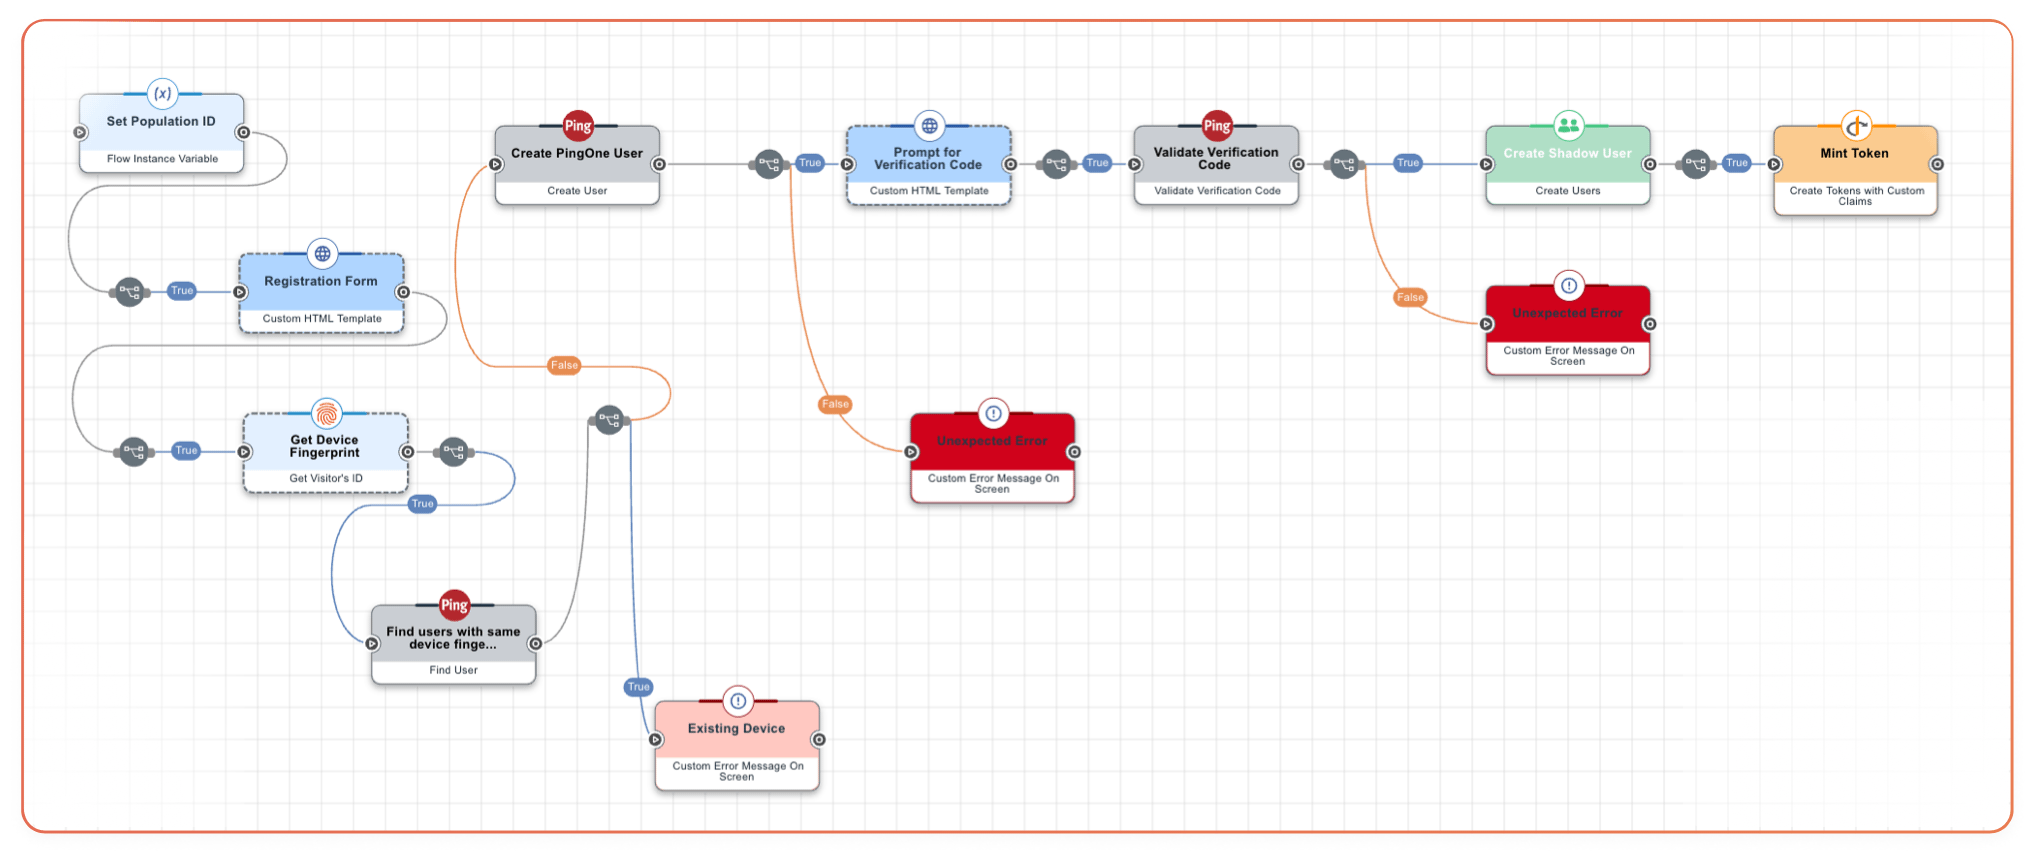 (x)
Set Population ID
Flow Instance Variable
True
Registration Form
Custom HTML Template
True
Get Device
Fingerprint
Get Visitor's ID
True
Ping
Find users with same
device finge...
Find User
True
Existing Device
Custom Error Message On
Screen
False
Ping
Create PingOne User
Create User
True
Prompt for
Verification Code
Custom HTML Template
False
Unexpected Error
Custom Error Message On
Screen
True
Ping
Validate Verification
Code
Validate Verification Code
True
Create Shadow User
Create Users
False
Unexpected Error
Custom Error Message On
Screen
True
Mint Token
Create Tokens with Custom
Claims